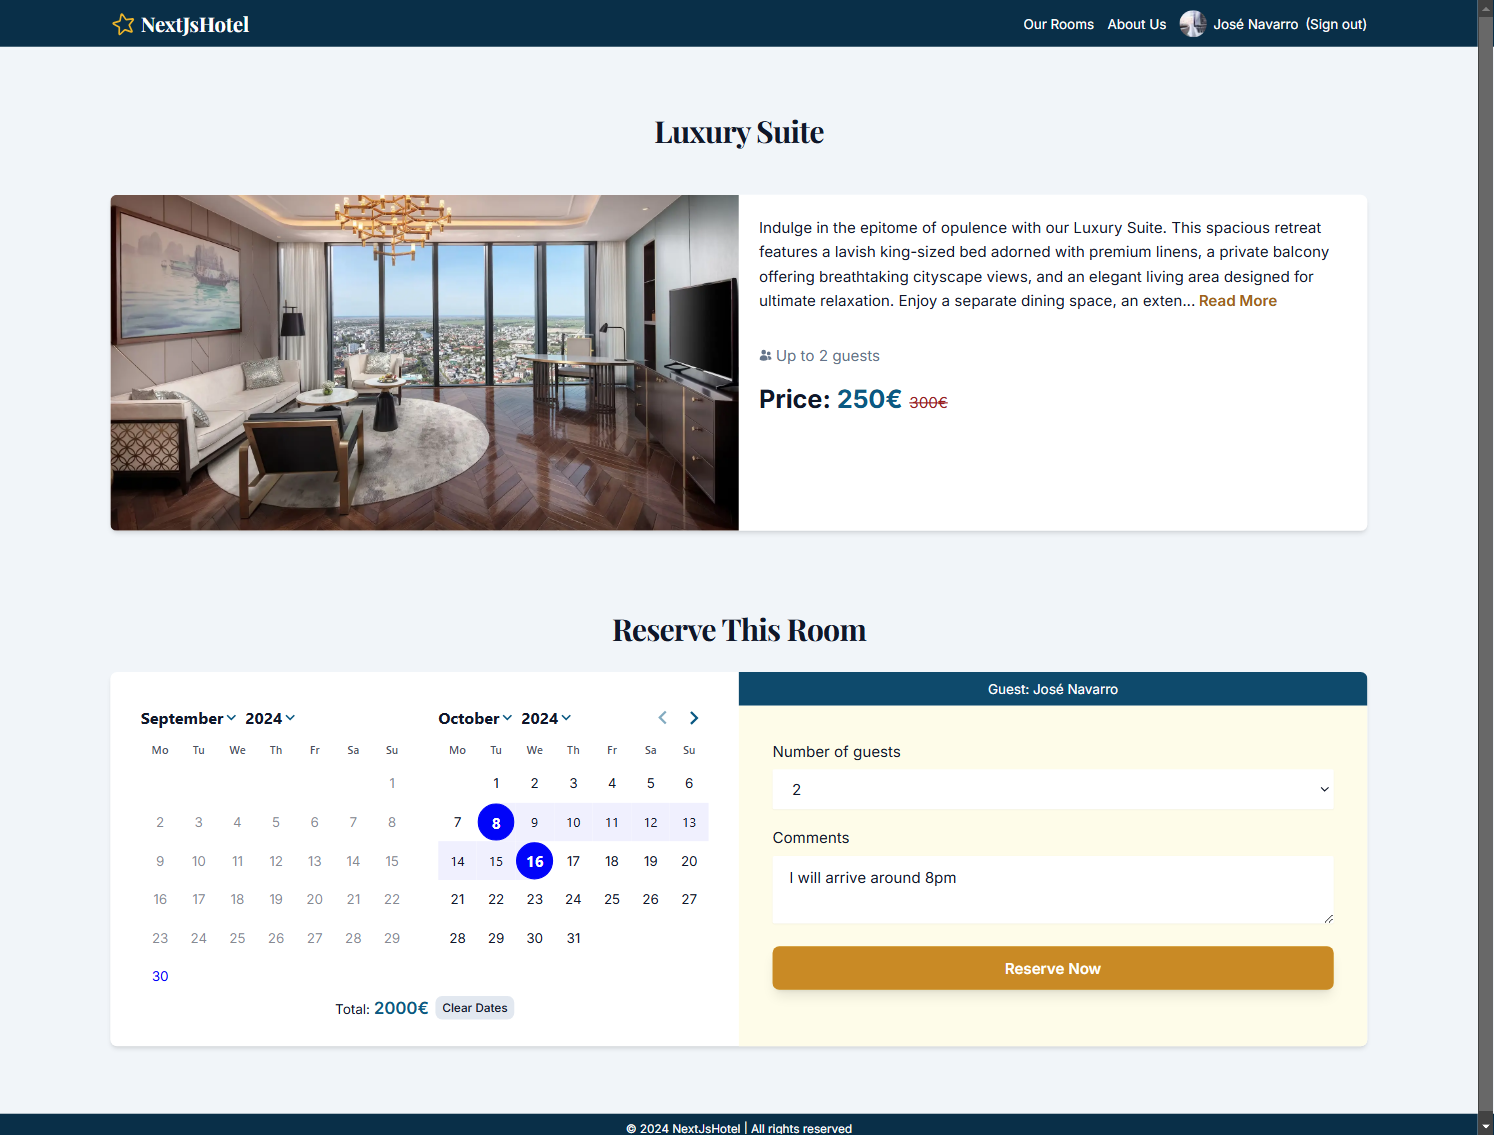 NextJsHotel
Our Rooms About Us José Navarro (Sign out)
Luxury Suite
Indulge in the epitome of opulence with our Luxury Suite. This spacious retreat
features a lavish king-sized bed adorned with premium linens, a private balcony
offering breathtaking cityscape views, and an elegant living area designed for
ultimate relaxation. Enjoy a separate dining space, an exten... Read More
Up to 2 guests
Price: 250€ 300€
Reserve This Room
September 2024
Mo Tu We Th Fr Sa Su
1
2 3 4 5 6 7 8
9 10 11 12 13 14 15
16 17 18 19 20 21 22
23 24 25 26 27 28 29
30
October 2024
Mo Tu We Th Fr Sa Su
1 2 3 4 5 6
7 8 9 10 11 12 13
14 15 16 17 18 19 20
21 22 23 24 25 26 27
28 29 30 31
Total: 2000€ Clear Dates
Guest: José Navarro
Number of guests
2
Comments
I will arrive around 8pm
Reserve Now
© 2024 NextJsHotel | All rights reserved